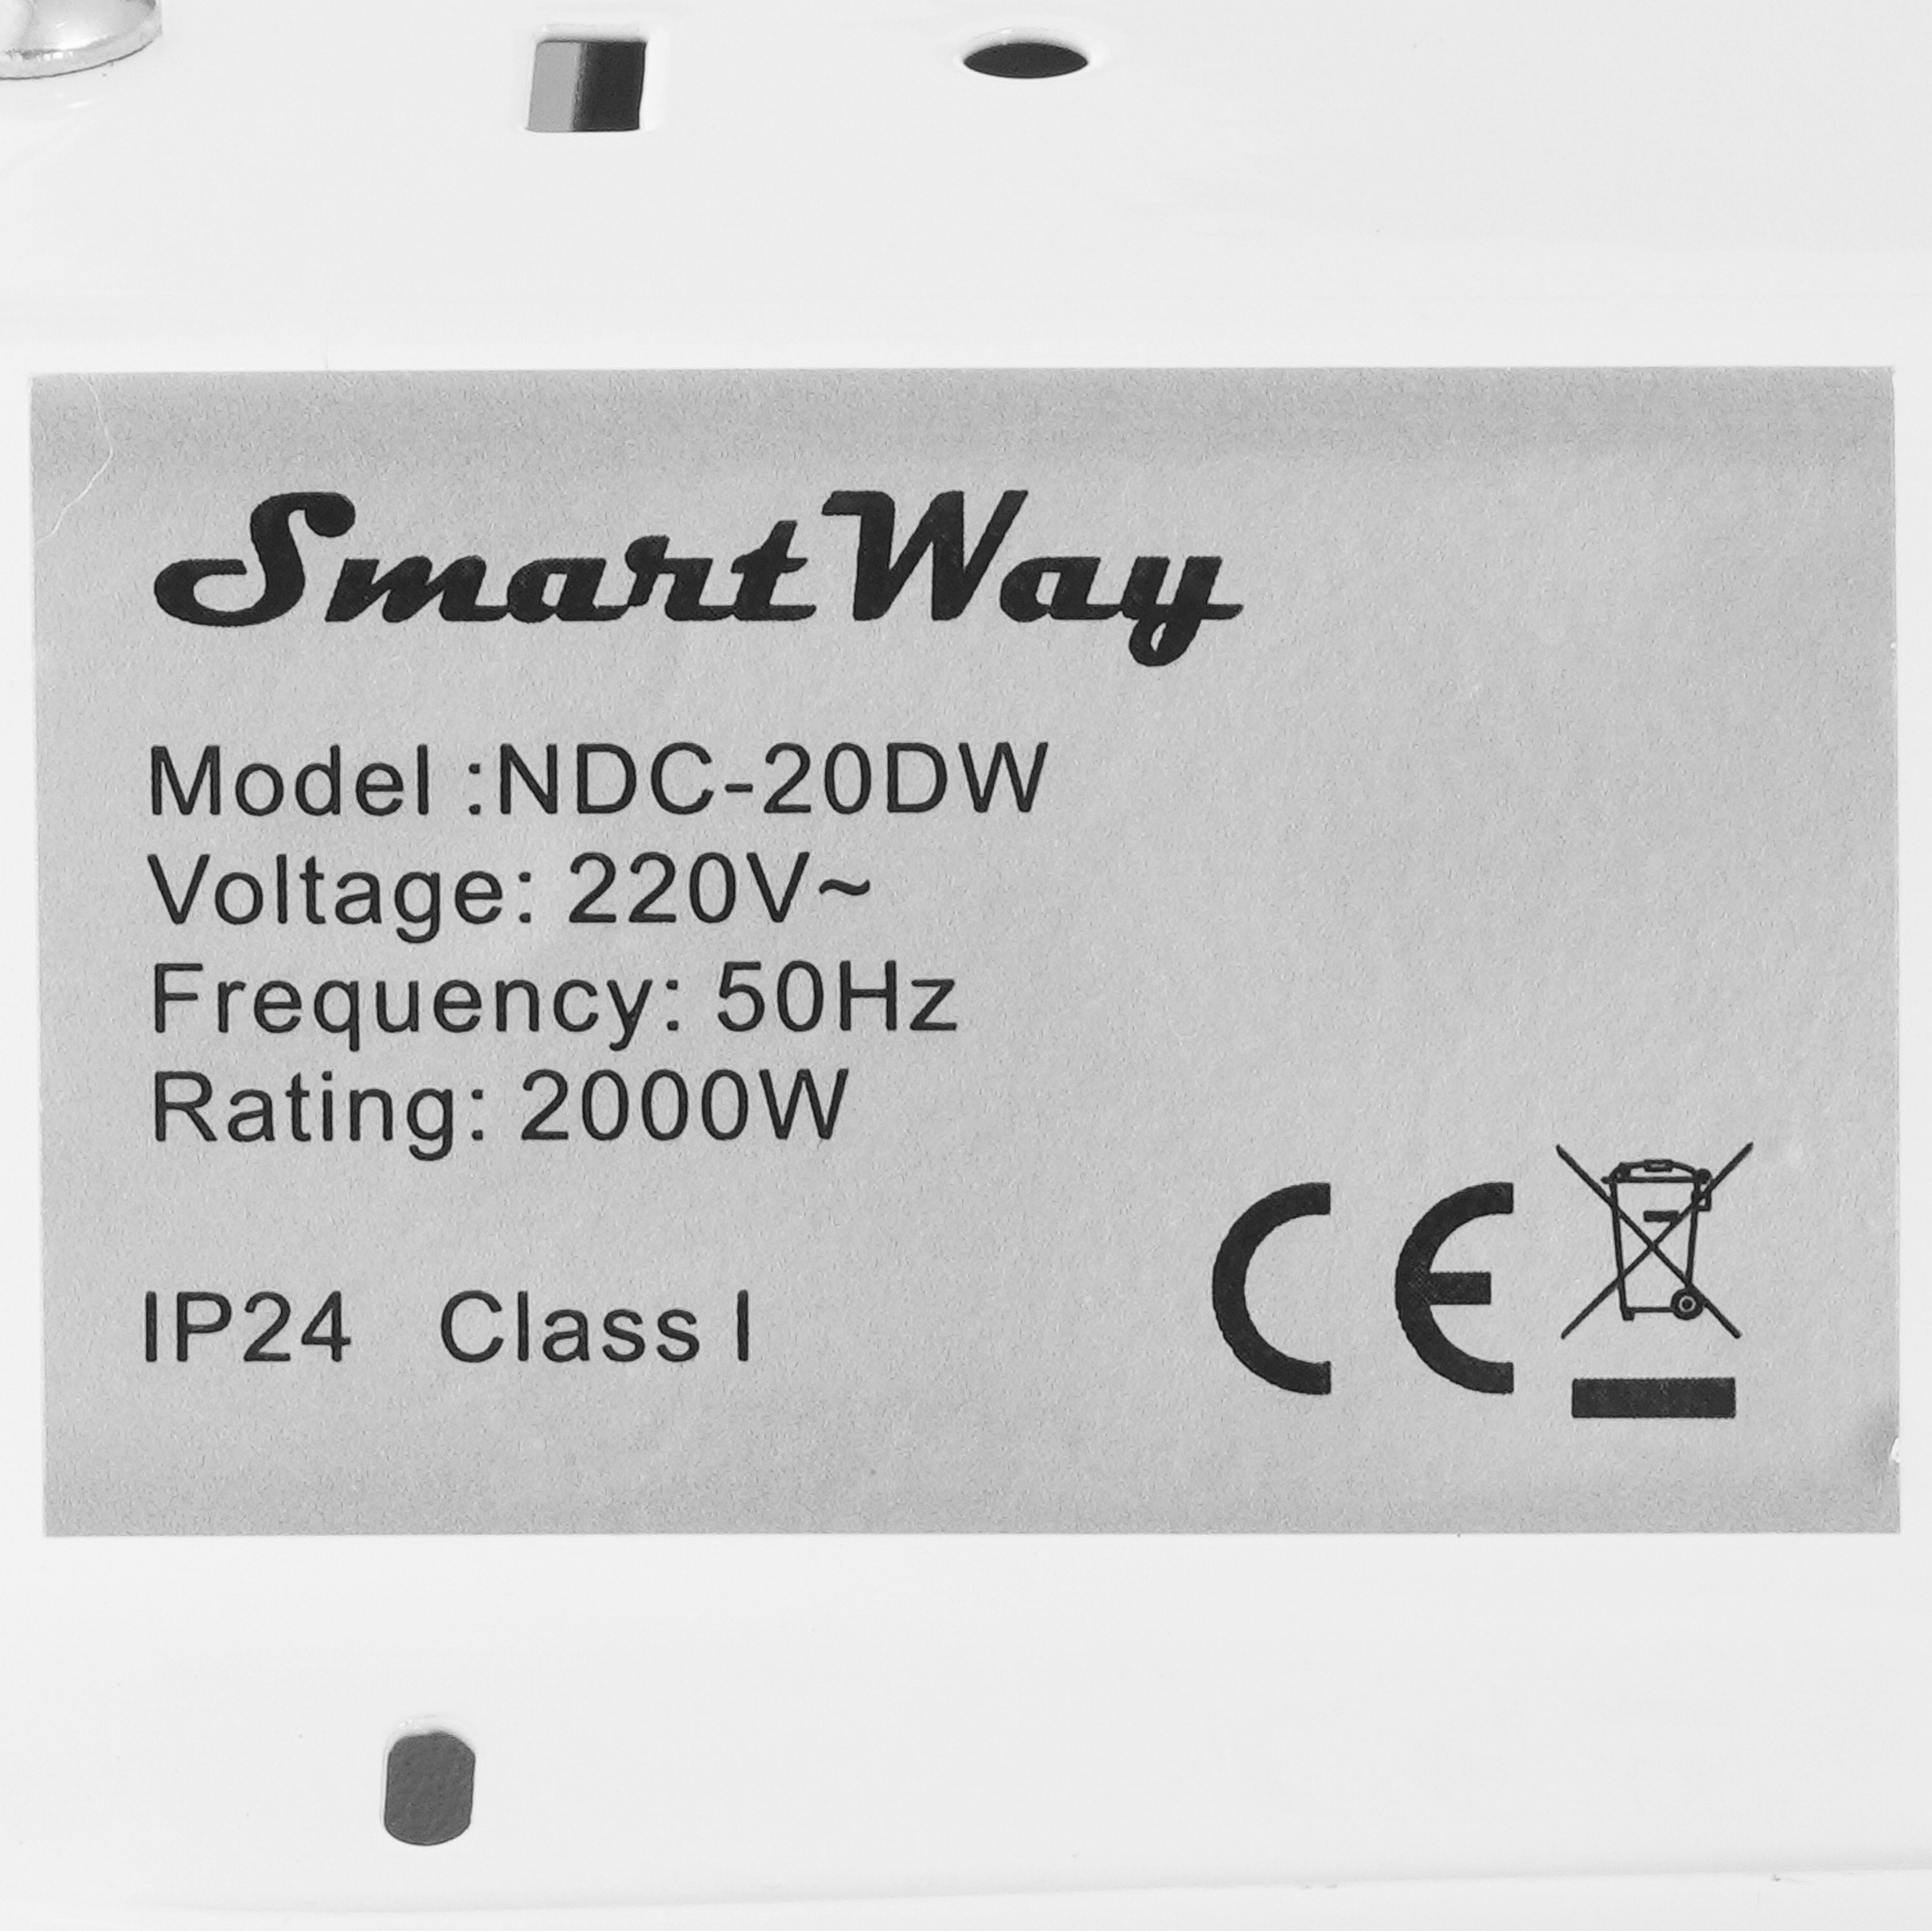 SmartWay
Model :NDC-20DW
Voltage: 220V~
Frequency: 50Hz
Rating: 2000W
IP24 Class I
CE